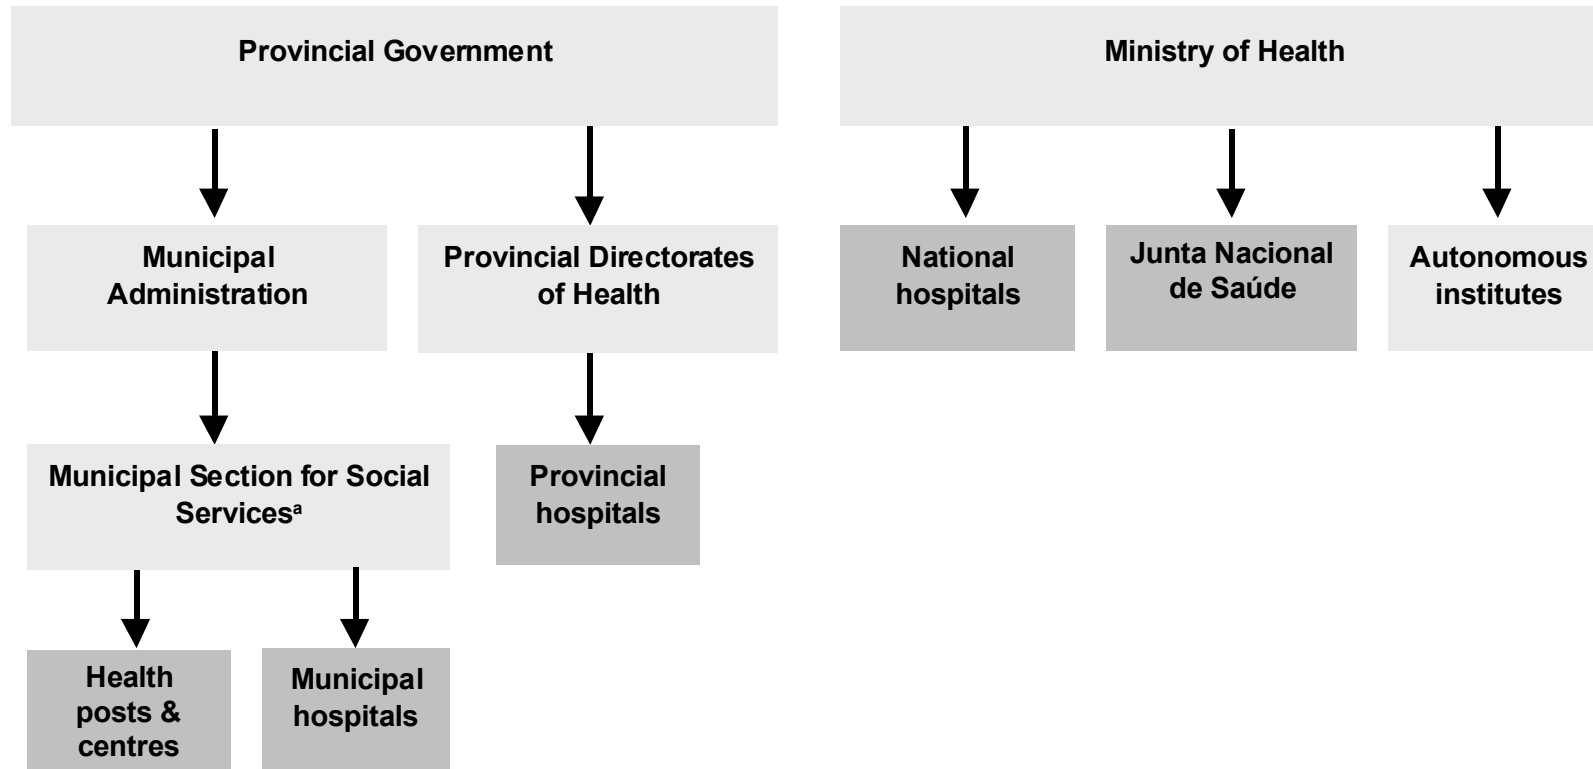 Provincial Government
Ministry of Health
Municipal
Administration
Provincial Directorates
of Health
National
hospitals
Junta Nacional
de Saúde
Autonomous
institutes
Municipal Section for Social
Servicesᵃ
Provincial
hospitals
Health
posts &
centres
Municipal
hospitals